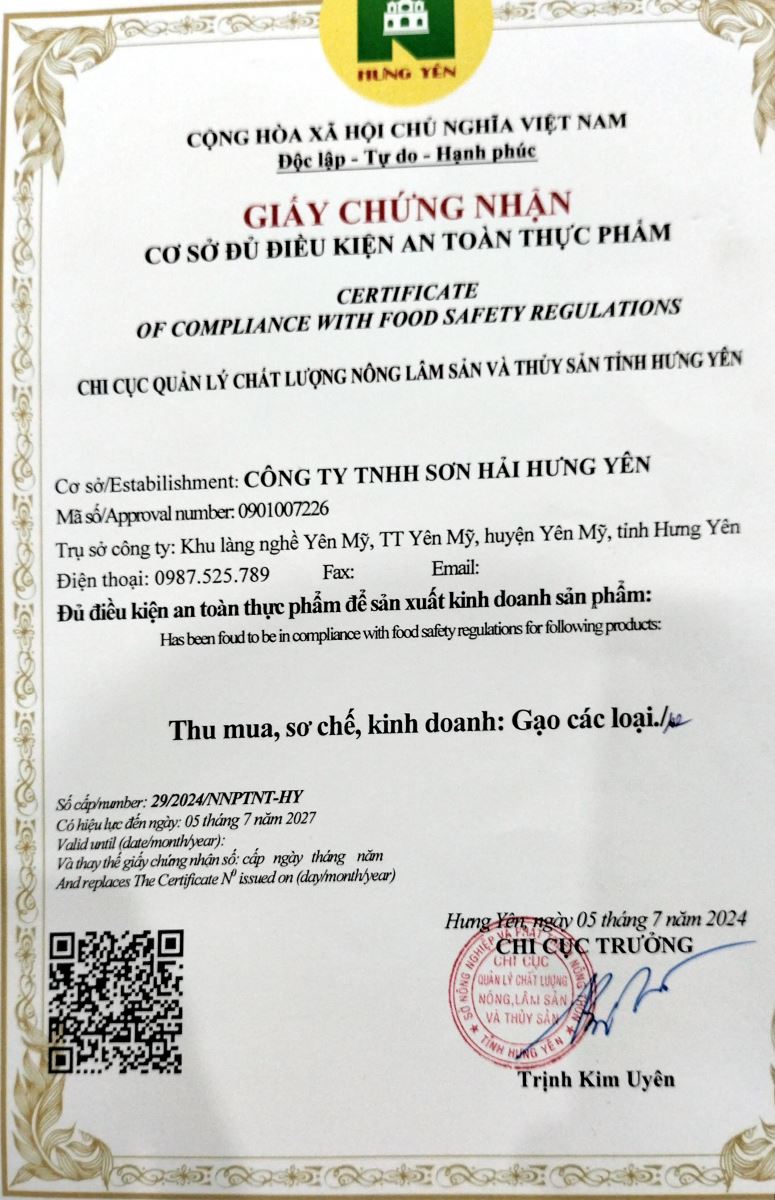 HƯNG YÊN
CỘNG HÒA XÃ HỘI CHỦ NGHĨA VIỆT NAM
Độc lập - Tự do - Hạnh phúc
GIẤY CHỨNG NHẬN
CƠ SỞ ĐỦ ĐIỀU KIỆN AN TOÀN THỰC PHẨM
CERTIFICATE
OF COMPLIANCE WITH FOOD SAFETY REGULATIONS
CHI CỤC QUẢN LÝ CHẤT LƯỢNG NÔNG LÂM SẢN VÀ THỦY SẢN TỈNH HƯNG YÊN
Cơ sở/Estabilishment: CÔNG TY TNHH SƠN HẢI HƯNG YÊN
Mã số/Approval number: 0901007226
Trụ sở công ty: Khu làng nghề Yên Mỹ, TT Yên Mỹ, huyện Yên Mỹ, tỉnh Hưng Yên
Điện thoại: 0987.525.789 Fax: Email:
Đủ điều kiện an toàn thực phẩm để sản xuất kinh doanh sản phẩm:
Has been foud to be in compliance with food safety regulations for following products:
Thu mua, sơ chế, kinh doanh: Gạo các loại./
Số cấp/number: 29/2024/NNPTNT-HY
Có hiệu lực đến ngày: 05 tháng 7 năm 2027
Valid until (date/month/year):
Và thay thế giấy chứng nhận số: cấp ngày tháng năm
And replaces The Certificate Nº issued on (day/month/year)
Hưng Yên, ngày 05 tháng 7 năm 2024
CHI CỤC TRƯỞNG
SỞ NÔNG NGHIỆP VÀ PHÁT TRIỂN NÔNG THÔN
CHI CỤC
QUẢN LÝ CHẤT LƯỢNG
NÔNG, LÂM SẢN
VÀ THỦY SẢN
★ TỈNH HƯNG YÊN ★
Trịnh Kim Uyên